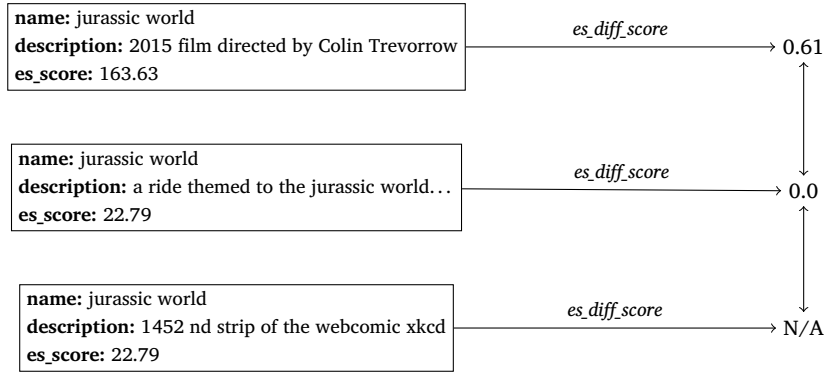 name: jurassic world
description: 2015 film directed by Colin Trevorrow
es_score: 163.63
es_diff_score
0.61
name: jurassic world
description: a ride themed to the jurassic world...
es_score: 22.79
es_diff_score
0.0
name: jurassic world
description: 1452 nd strip of the webcomic xkcd
es_score: 22.79
es_diff_score
N/A